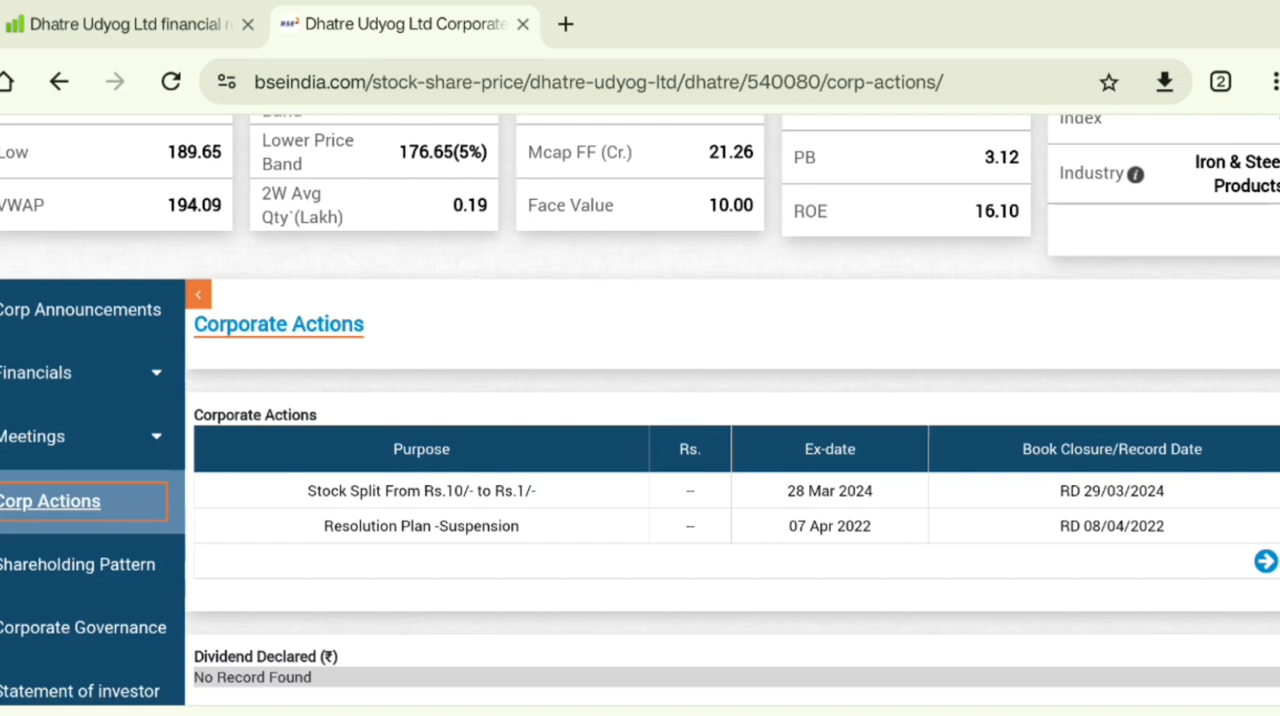 Dhatre Udyog Ltd financial r
BSE Dhatre Udyog Ltd Corporate
bseindia.com/stock-share-price/dhatre-udyog-ltd/dhatre/540080/corp-actions/
2
Low 189.65
VWAP 194.09
Band
Lower Price Band 176.65(5%)
2W Avg Qty`(Lakh) 0.19
Mcap FF (Cr.) 21.26
Face Value 10.00
PB 3.12
ROE 16.10
Index
Industry i Iron & Stee
Products
Corp Announcements
Financials
Meetings
Corp Actions
Shareholding Pattern
Corporate Governance
Statement of investor
Corporate Actions
Corporate Actions
Purpose Rs. Ex-date Book Closure/Record Date
Stock Split From Rs.10/- to Rs.1/- -- 28 Mar 2024 RD 29/03/2024
Resolution Plan -Suspension -- 07 Apr 2022 RD 08/04/2022
Dividend Declared (₹)
No Record Found